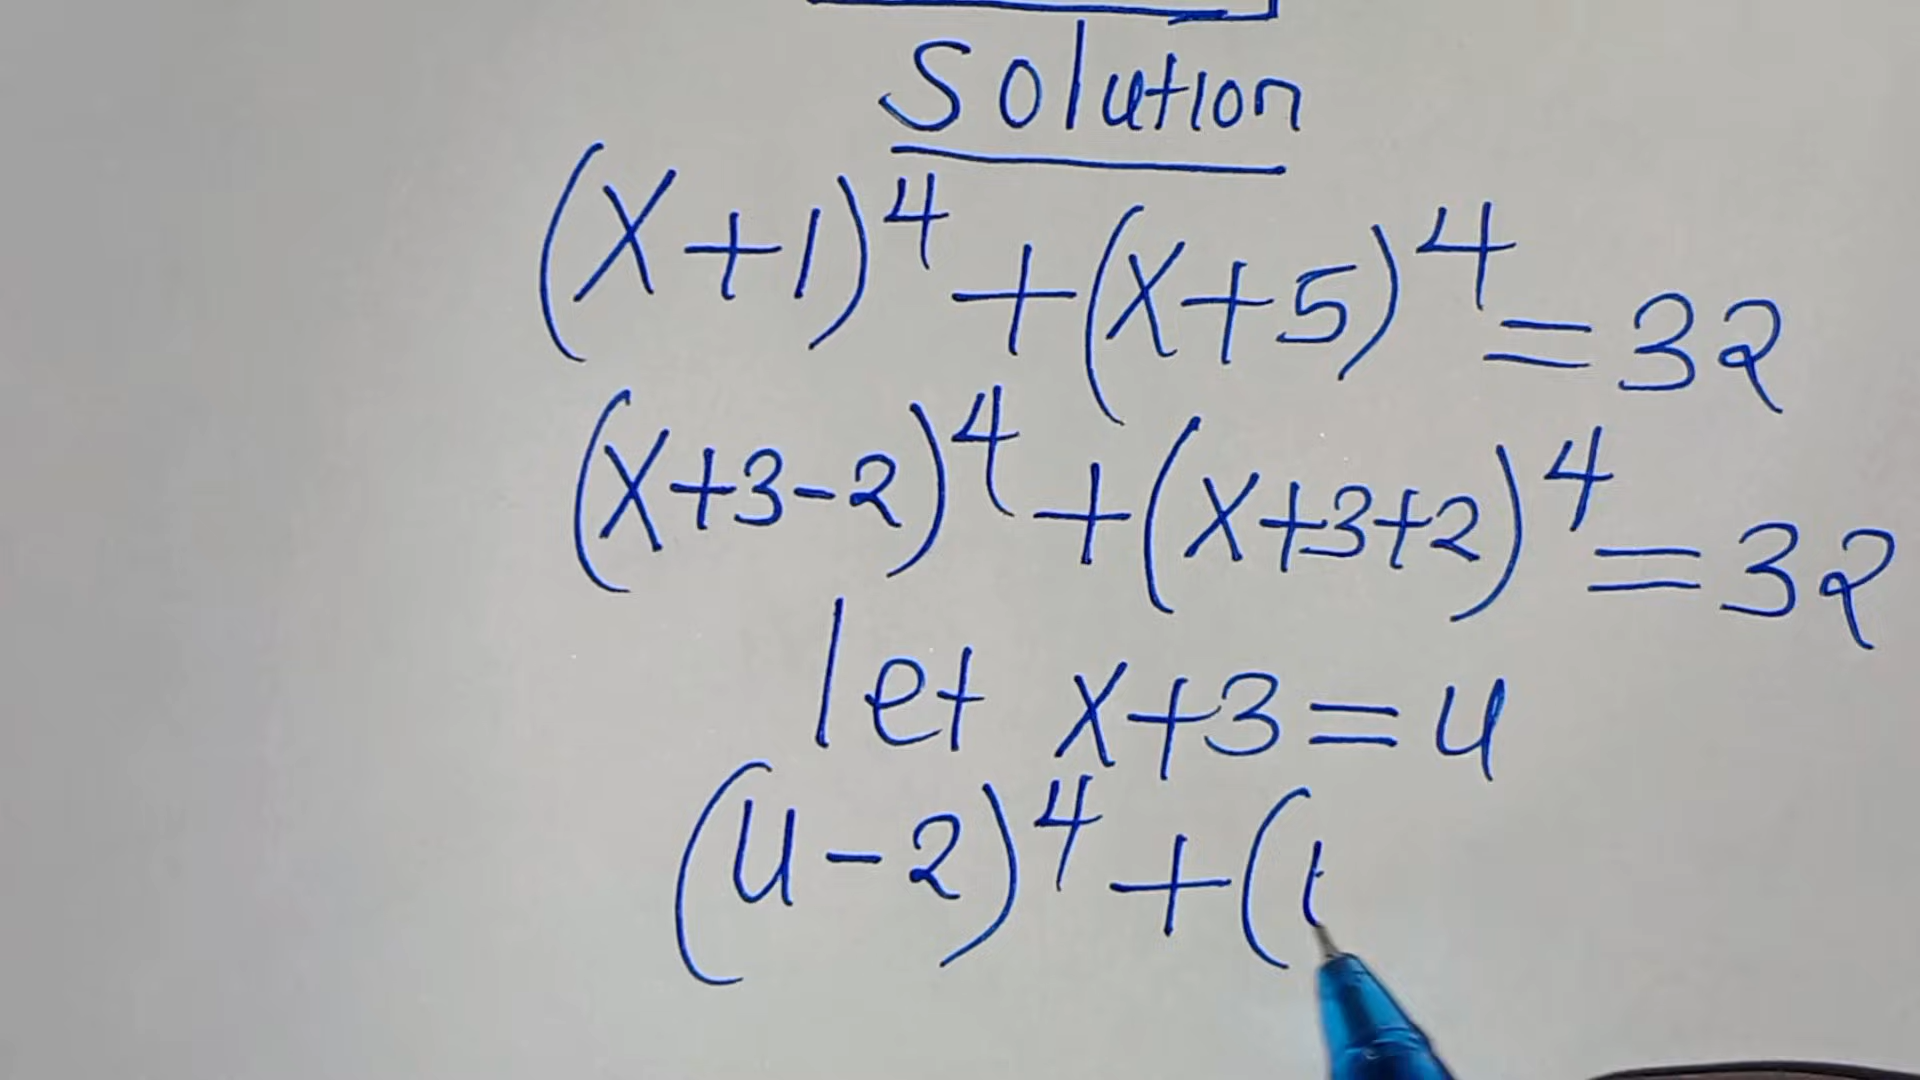 Solution
(x+1)⁴+(x+5)⁴=32
(x+3-2)⁴+(x+3+2)⁴=32
let x+3=u
(u-2)⁴+(